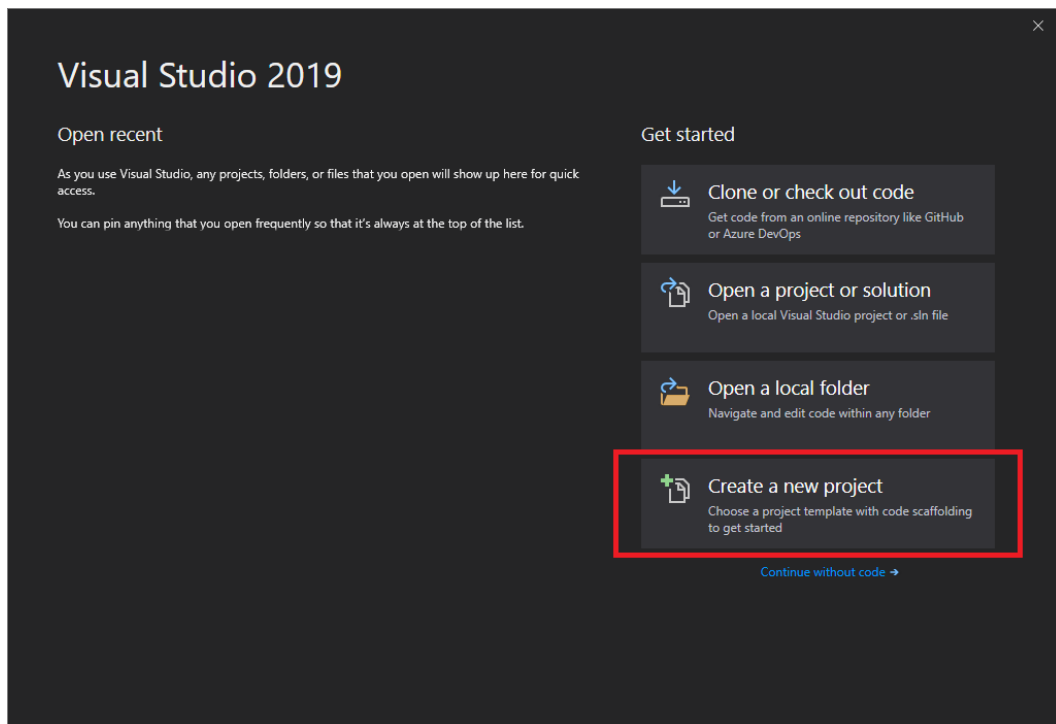 Visual Studio 2019
Open recent
As you use Visual Studio, any projects, folders, or files that you open will show up here for quick
access.
You can pin anything that you open frequently so that it's always at the top of the list.
Get started
Clone or check out code
Get code from an online repository like GitHub
or Azure DevOps
Open a project or solution
Open a local Visual Studio project or .sln file
Open a local folder
Navigate and edit code within any folder
Create a new project
Choose a project template with code scaffolding
to get started
Continue without code →